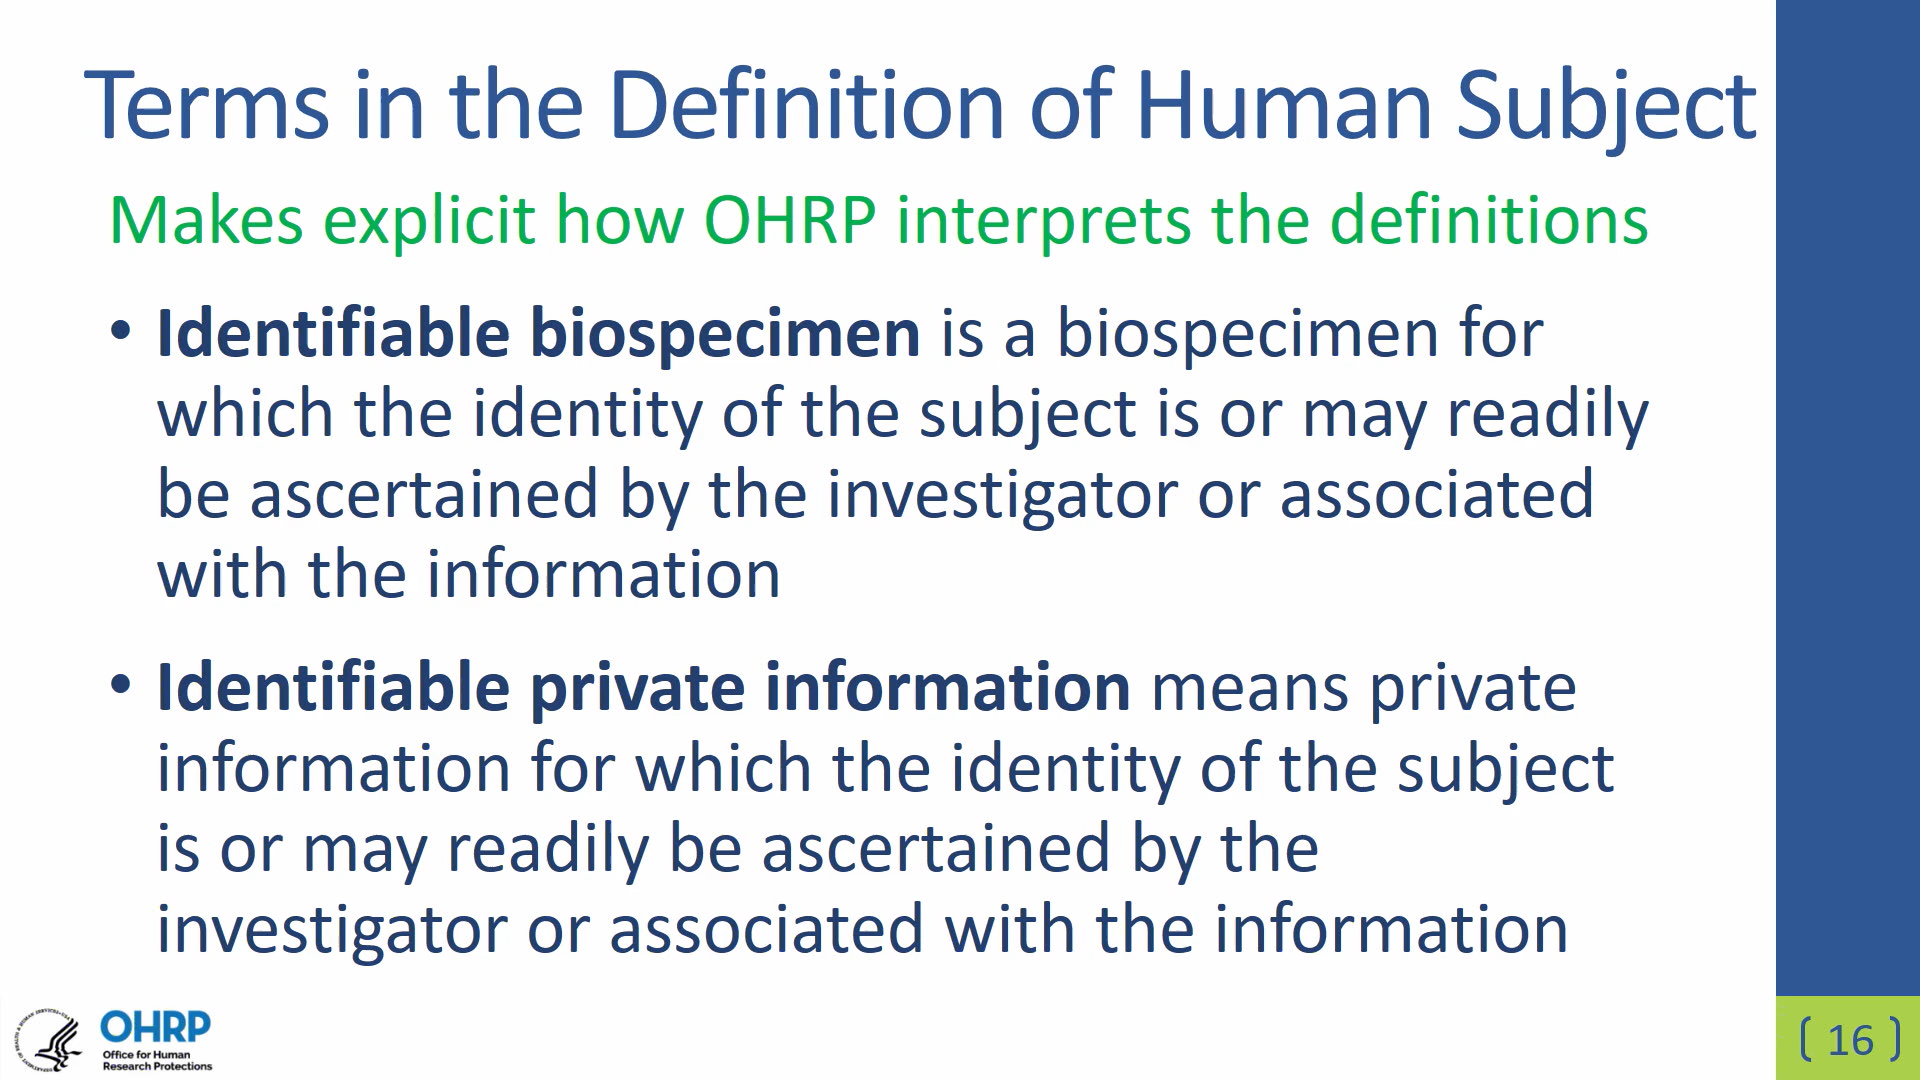 Terms in the Definition of Human Subject
Makes explicit how OHRP interprets the definitions
• Identifiable biospecimen is a biospecimen for
which the identity of the subject is or may readily
be ascertained by the investigator or associated
with the information
• Identifiable private information means private
information for which the identity of the subject
is or may readily be ascertained by the
investigator or associated with the information
OHRP
Office for Human
Research Protections
[ 16 ]